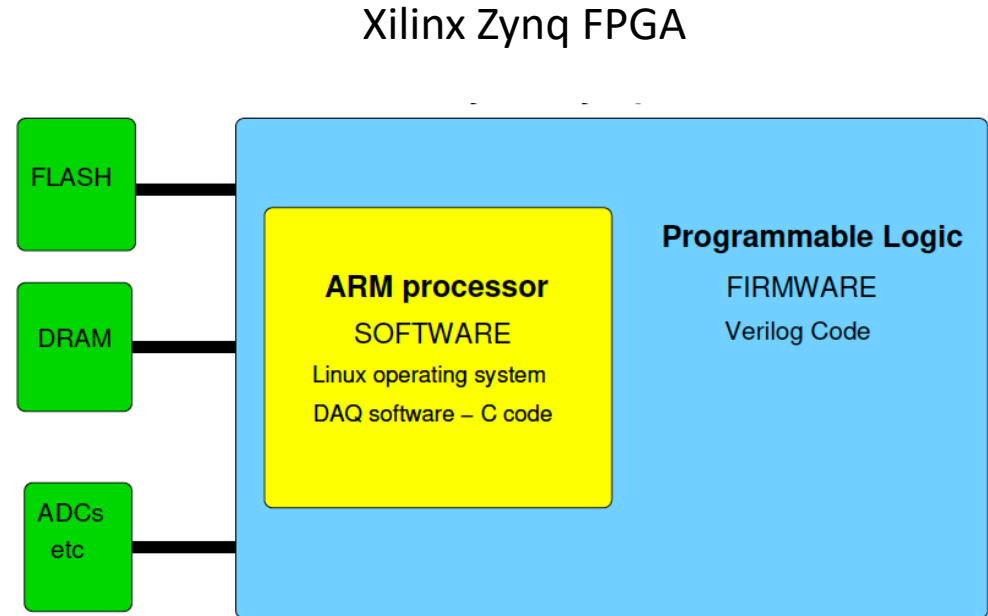 Xilinx Zynq FPGA
FLASH
DRAM
ADCs
etc
ARM processor
SOFTWARE
Linux operating system
DAQ software – C code
Programmable Logic
FIRMWARE
Verilog Code